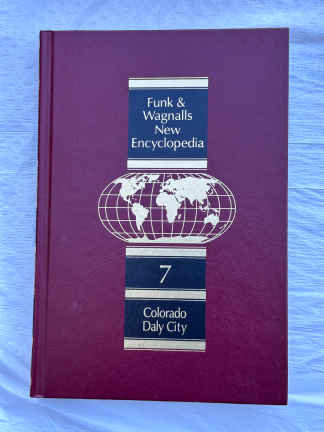 Funk &
Wagnalls
New
Encyclopedia
7
Colorado
Daly City